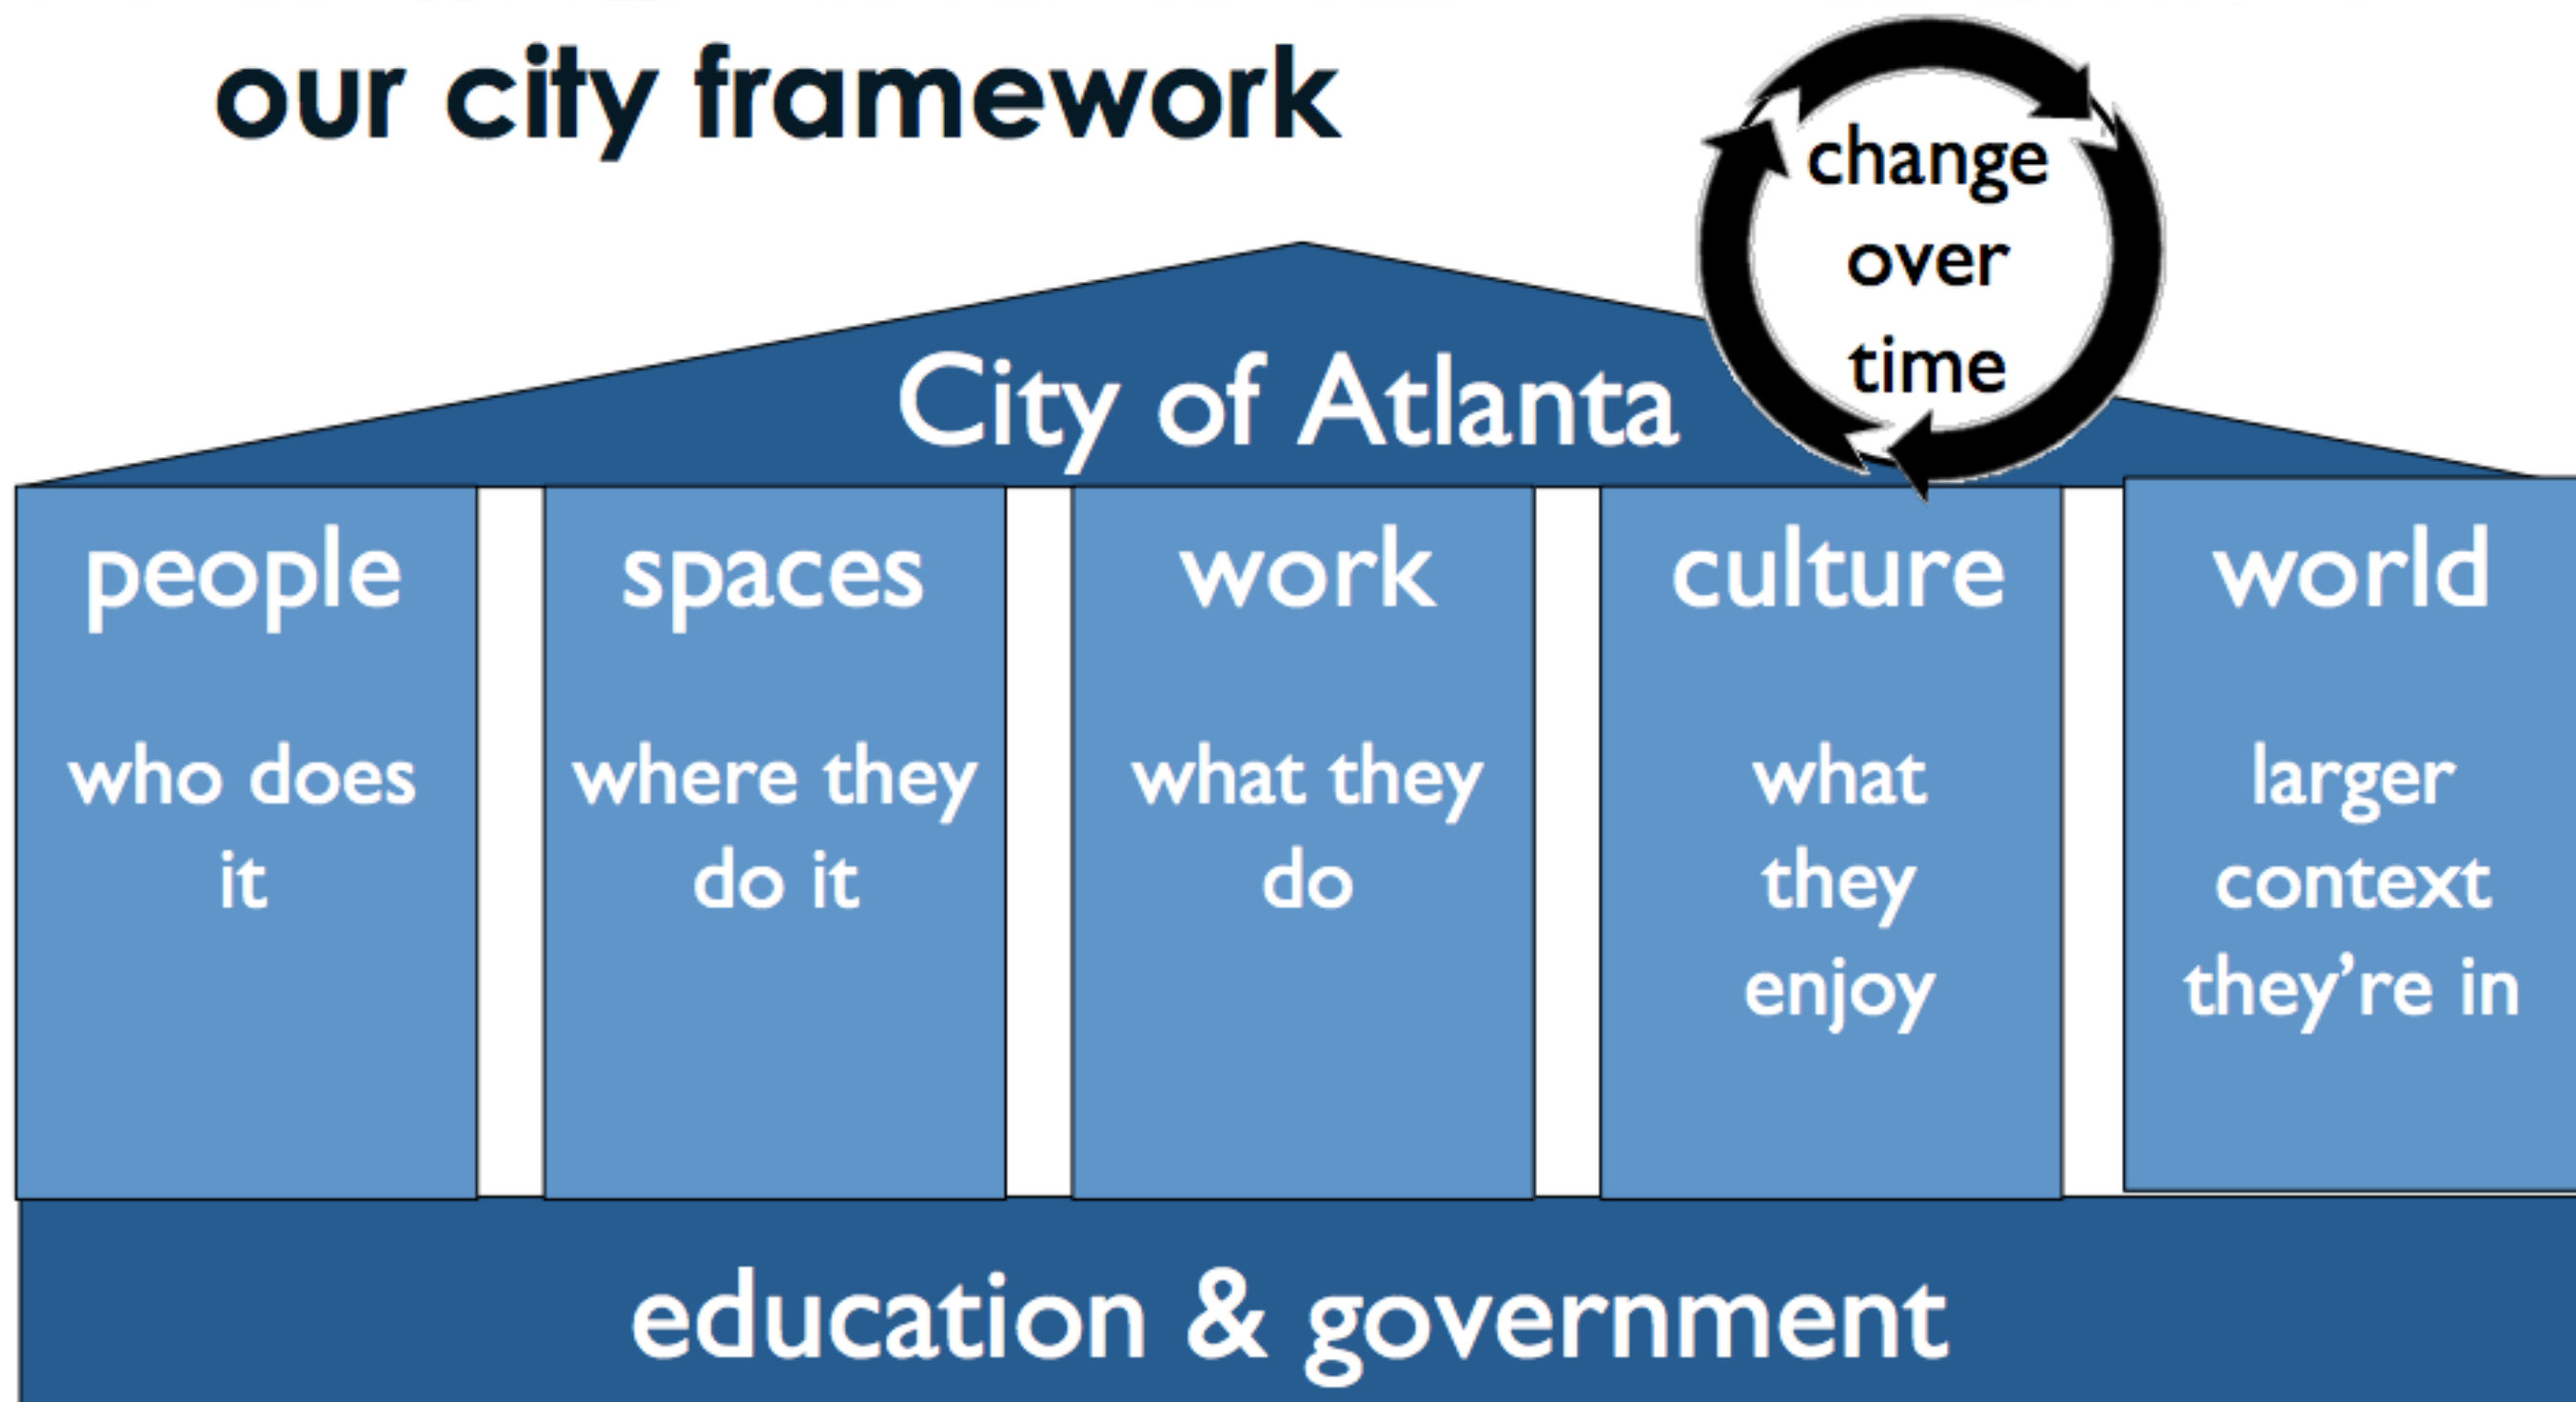 our city framework
change
over
time
City of Atlanta
people
who does
it
spaces
where they
do it
work
what they
do
culture
what
they
enjoy
world
larger
context
they're in
education & government